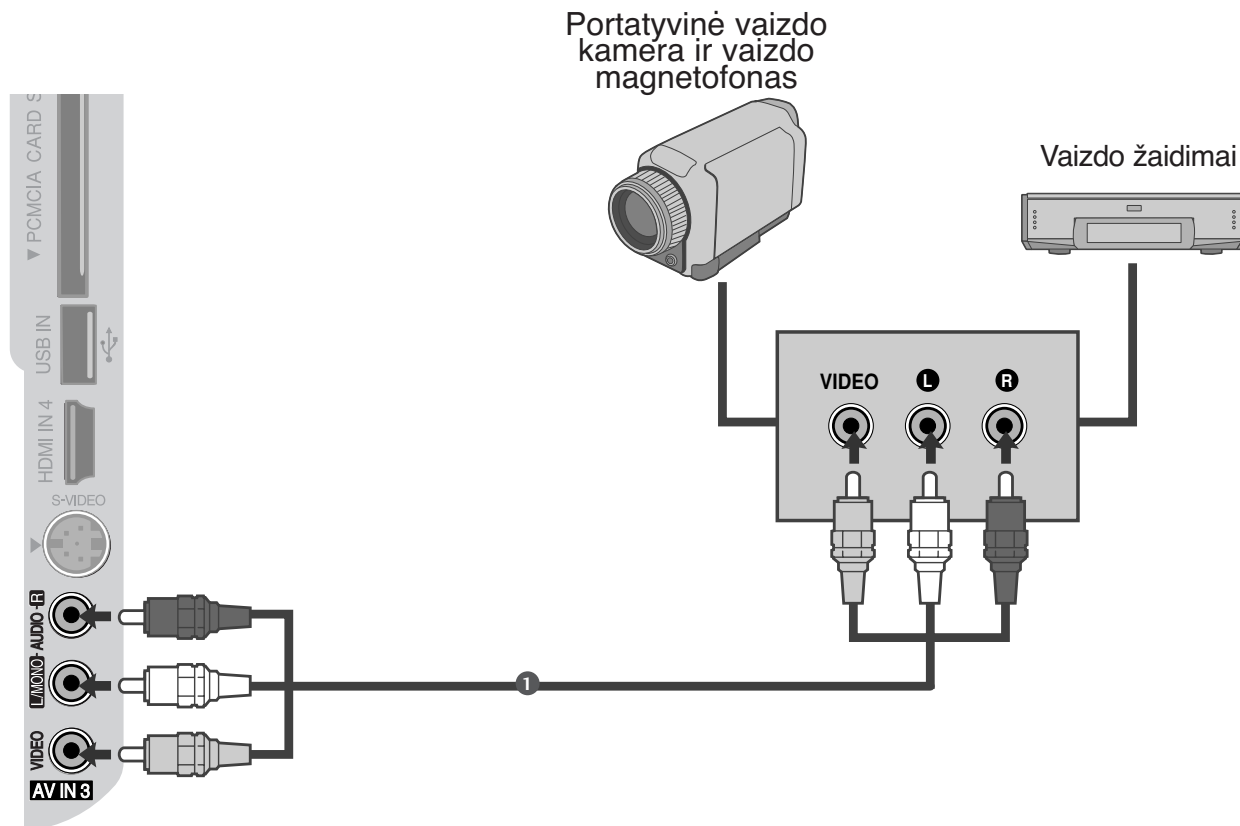 Portatyvinė vaizdo
kamera ir vaizdo
magnetofonas
Vaizdo žaidimai
PCMCIA CARD
USB IN
HDMI IN 4
S-VIDEO
AUDIO R
L/MONO
VIDEO
AV IN 3
VIDEO L R
1